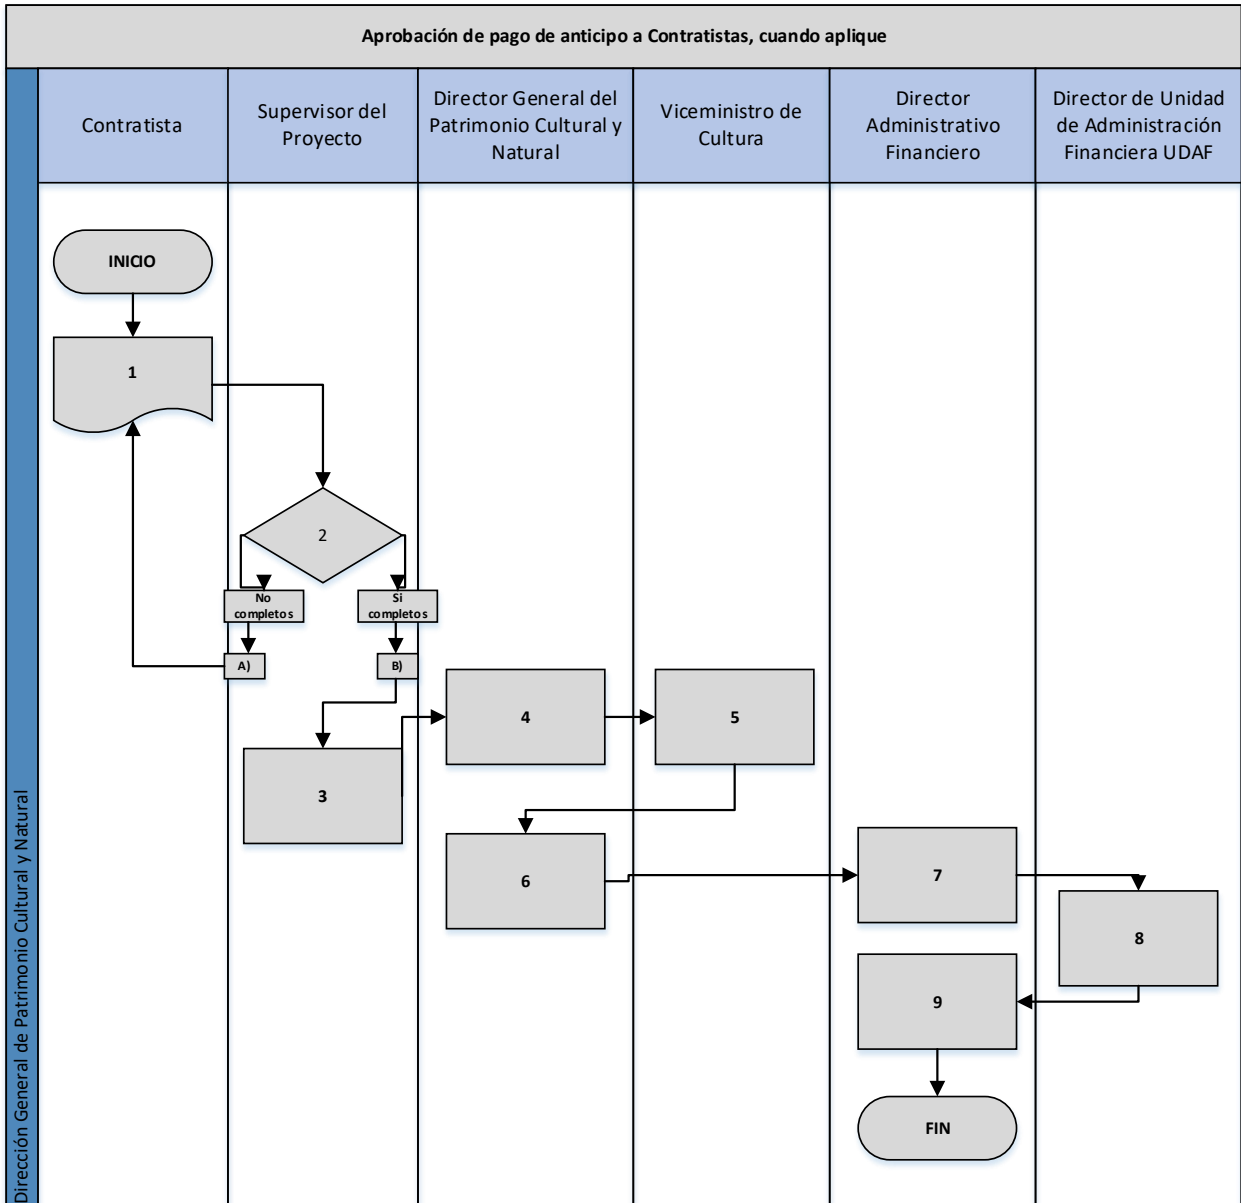 Aprobación de pago de anticipo a Contratistas, cuando aplique
Dirección General de Patrimonio Cultural y Natural
Contratista
Supervisor del
Proyecto
Director General del
Patrimonio Cultural y
Natural
Viceministro de
Cultura
Director
Administrativo
Financiero
Director de Unidad
de Administración
Financiera UDAF
INICIO
1
2
No
completos
Si
completos
A)
B)
3
4
5
6
7
8
9
FIN